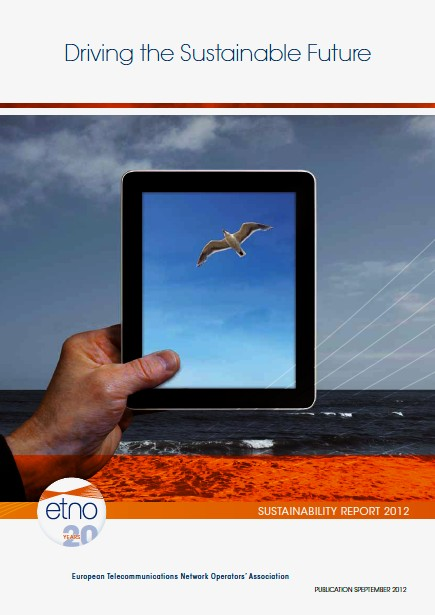 Driving the Sustainable Future
SUSTAINABILITY REPORT 2012
etno
YEARS 20
European Telecommunications Network Operators' Association
PUBLICATION SPEPTEMBER 2012